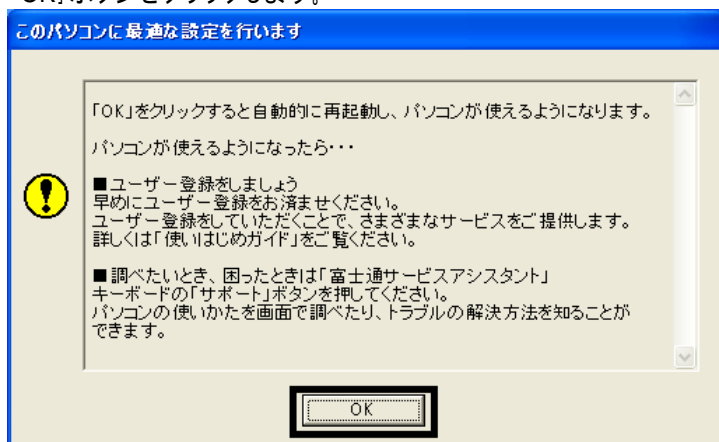 OK」ボタンをクリックします。
このパソコンに最適な設定を行います
「OK」をクリックすると自動的に再起動し、パソコンが使えるようになります。
パソコンが使えるようになったら・・・
■ユーザー登録をしましょう
早めにユーザー登録をお済ませください。
ユーザー登録をしていただくことで、さまざまなサービスをご提供します。
詳しくは「使いはじめガイド」をご覧ください。
■調べたいとき、困ったときは「富士通サービスアシスタント」
キーボードの「サポート」ボタンを押してください。
パソコンの使いかたを画面で調べたり、トラブルの解決方法を知ることが
できます。
OK